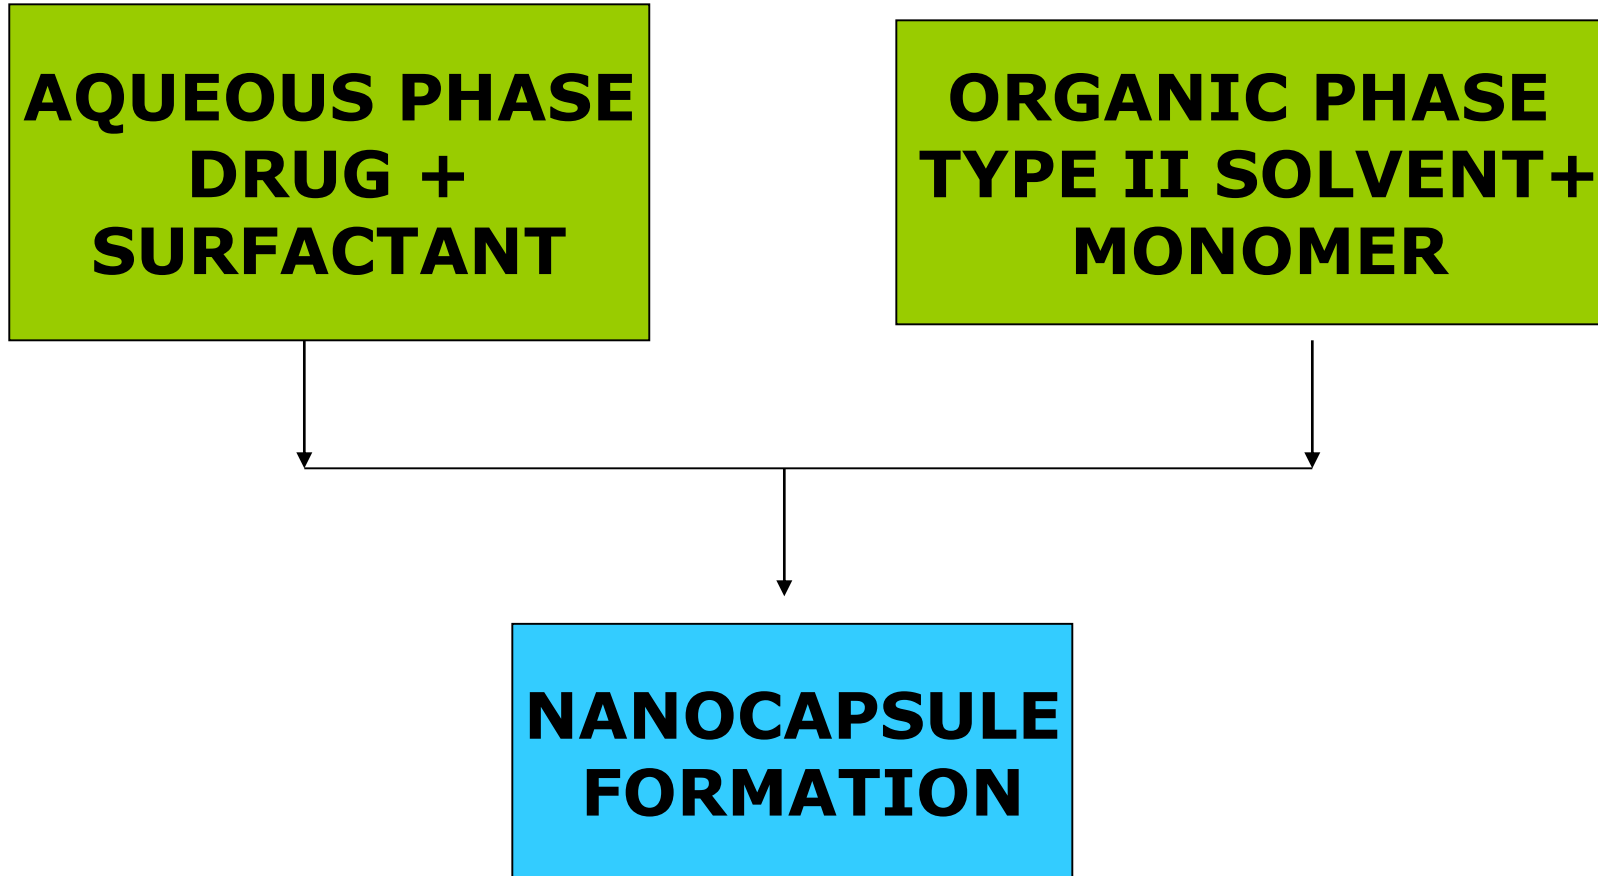 AQUEOUS PHASE
DRUG +
SURFACTANT
ORGANIC PHASE
TYPE II SOLVENT+
MONOMER
NANOCAPSULE
FORMATION